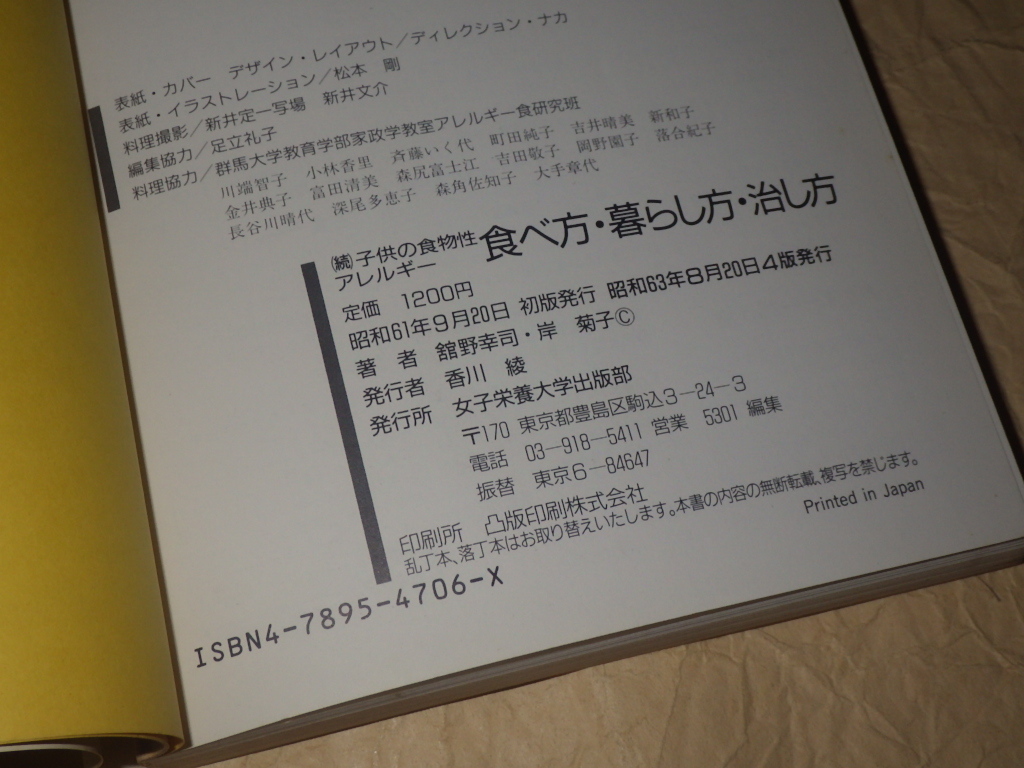 表紙・カバー デザイン・レイアウト/ディレクション・ナカ
表紙・イラストレーション/松本 剛
料理撮影/新井定一写場 新井文介
編集協力/足立礼子
料理協力/群馬大学教育学部家政学教室アレルギー食研究班
川端智子 小林香里 斉藤いく代 町田純子 吉井晴美 新和子
金井典子 富田清美 森尻富士江 吉田敬子 岡野園子 落合紀子
長谷川晴代 深尾多恵子 森角佐知子 大手章代
(続)子供の食物性アレルギー 食べ方・暮らし方・治し方
定価 1200円
昭和61年9月20日 初版発行 昭和63年8月20日4版発行
著者 舘野幸司・岸 菊子©
発行者 香川 綾
発行所 女子栄養大学出版部
〒170 東京都豊島区駒込3-24-3
電話 03-918-5411 営業 5301 編集
振替 東京6-84647
印刷所 凸版印刷株式会社
乱丁本、落丁本はお取り替えいたします。本書の内容の無断転載、複写を禁じます。
Printed in Japan
ISBN4-7895-4706-X